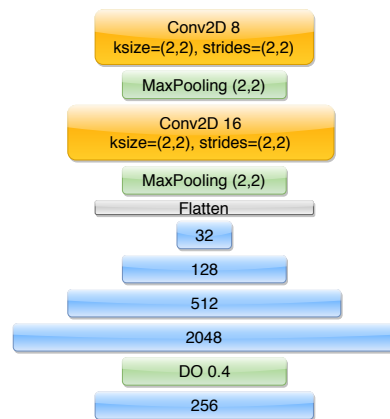 Conv2D 8
ksize=(2,2), strides=(2,2)
MaxPooling (2,2)
Conv2D 16
ksize=(2,2), strides=(2,2)
MaxPooling (2,2)
Flatten
32
128
512
2048
DO 0.4
256